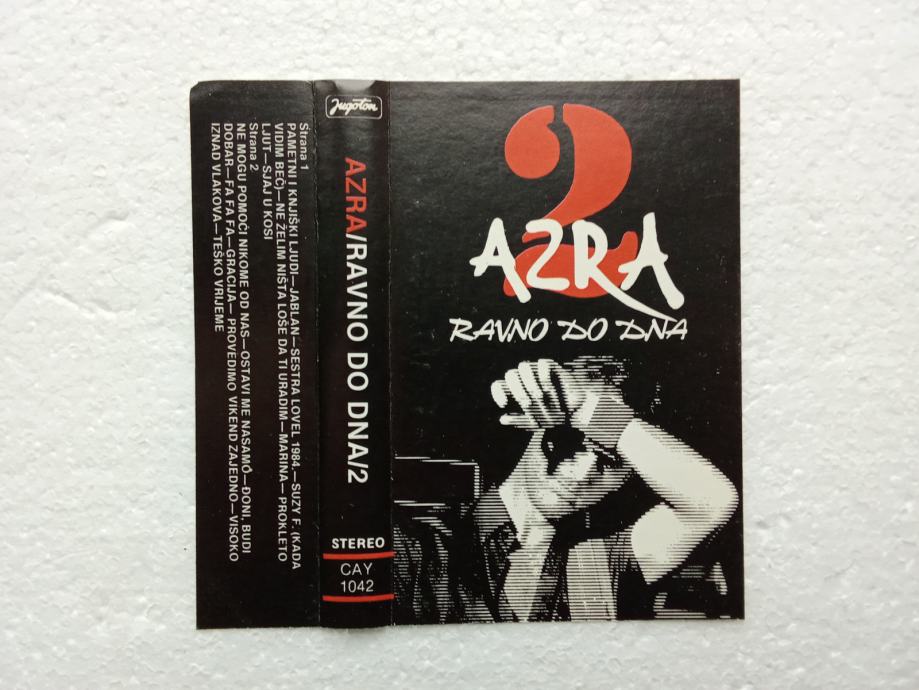 Strana 1
PAMETNI I KNJIŠKI LJUDI—JABLAN—SESTRA LOVEL 1984.—SUZY F. (KADA
VIDIM BEČ)—NE ŽELIM NIŠTA LOŠE DA TI URADIM—MARINA—PROKLETO
LJUT—SJAJ U KOSI
Strana 2
NE MOGU POMOĆI NIKOME OD NAS—OSTAVI ME NASAMO—ĐONI, BUDI
DOBAR—FA FA FA—GRACIJA—PROVEDIMO VIKEND ZAJEDNO—VISOKO
IZNAD VLAKOVA—TEŠKO VRIJEME
Jugoton
AZRA/RAVNO DO DNA/2
STEREO
CAY
1042
2
AZRA
RAVNO DO DNA